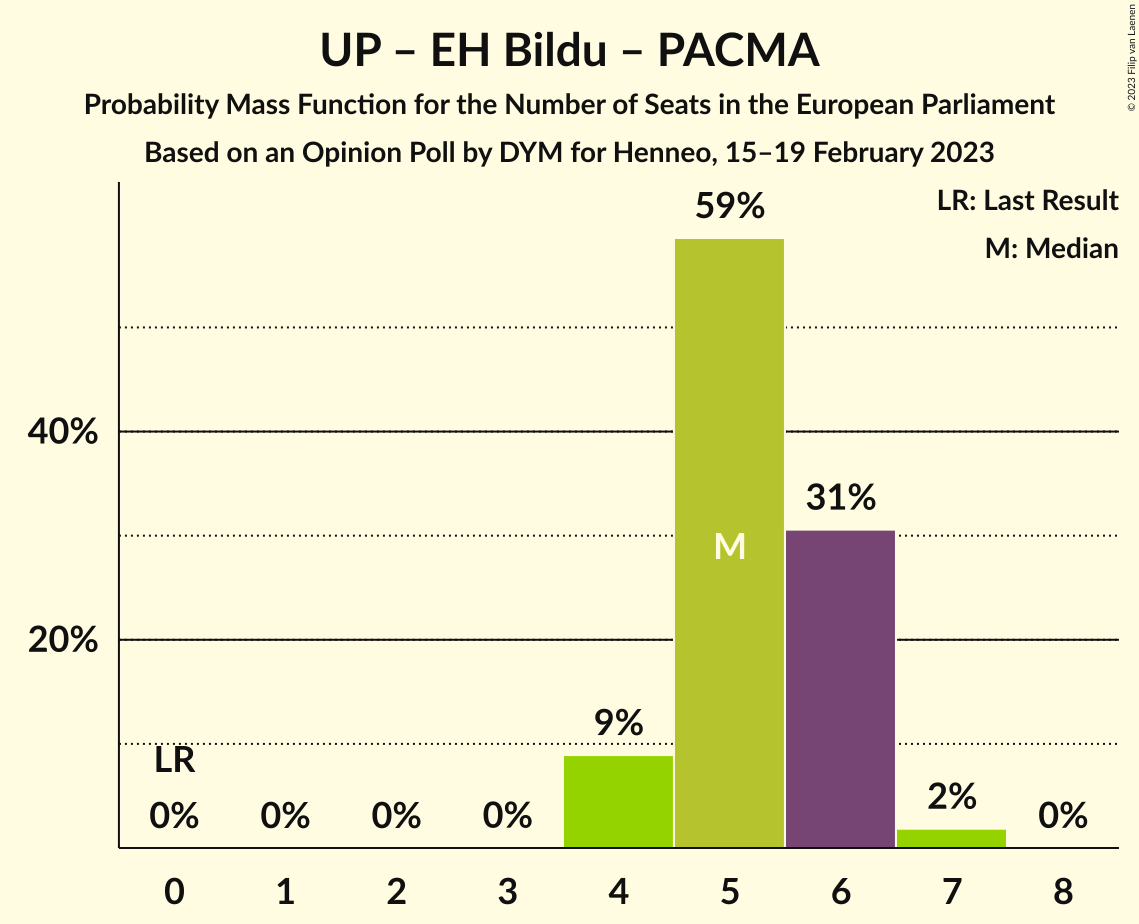 UP – EH Bildu – PACMA
Probability Mass Function for the Number of Seats in the European Parliament
Based on an Opinion Poll by DYM for Henneo, 15–19 February 2023
© 2023 Filip van Laenen
LR: Last Result
M: Median
59%
40%
31%
M
20%
9%
LR
2%
0% 0% 0% 0% 0%
0 1 2 3 4 5 6 7 8